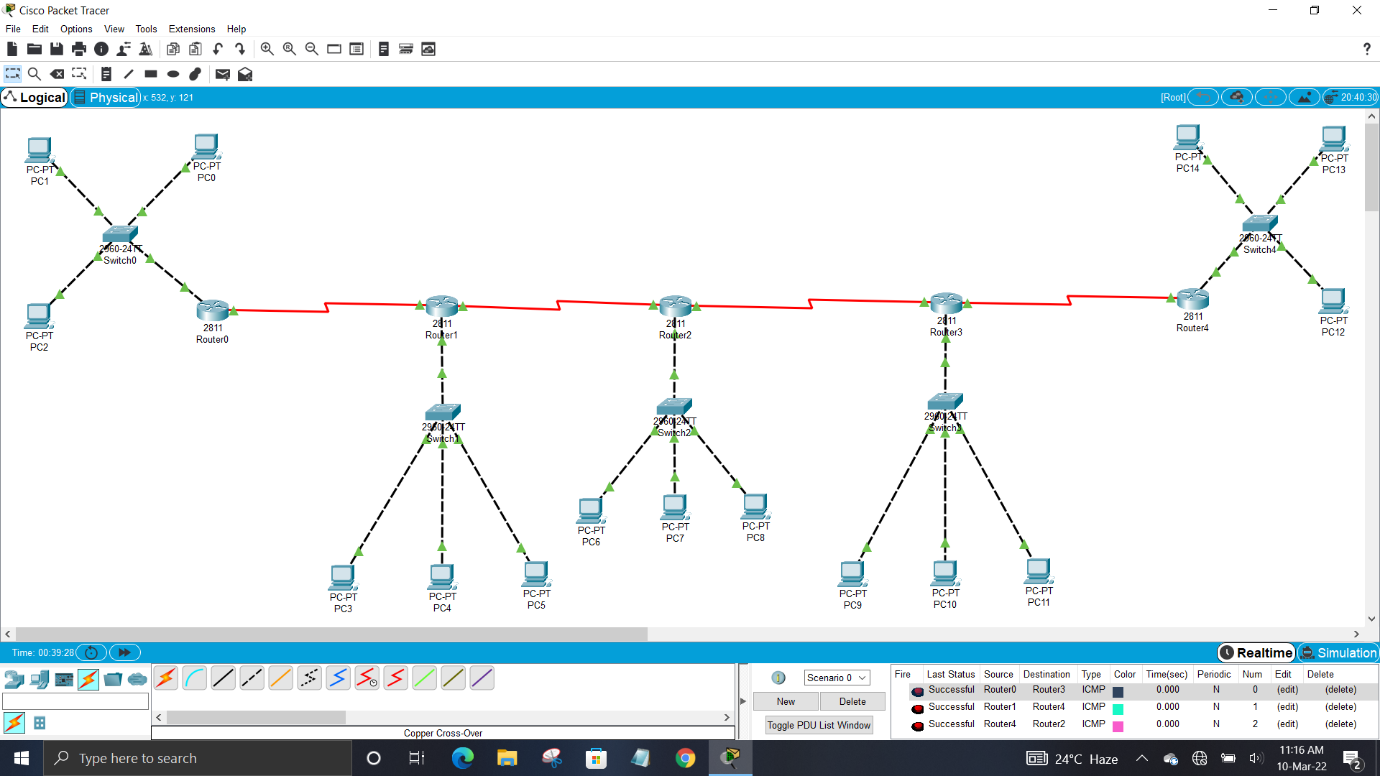 Cisco Packet Tracer
File Edit Options View Tools Extensions Help
?
Logical Physical x: 532, y: 121 [Root] 20:40:30
PC-PT
PC1
PC-PT
PC0
2960-24TT
Switch0
PC-PT
PC2
2811
Router0
2811
Router1
2811
Router2
2811
Router3
2811
Router4
PC-PT
PC14
PC-PT
PC13
2960-24TT
Switch4
PC-PT
PC12
2960-24TT
Switch1
2960-24TT
Switch2
2960-24TT
Switch3
PC-PT
PC3
PC-PT
PC4
PC-PT
PC5
PC-PT
PC6
PC-PT
PC7
PC-PT
PC8
PC-PT
PC9
PC-PT
PC10
PC-PT
PC11
Time: 00:39:28 Realtime Simulation
Scenario 0
New Delete
Toggle PDU List Window
Copper Cross-Over
Fire Last Status Source Destination Type Color Time(sec) Periodic Num Edit Delete
Successful Router0 Router3 ICMP 0.000 N 0 (edit) (delete)
Successful Router1 Router4 ICMP 0.000 N 1 (edit) (delete)
Successful Router4 Router2 ICMP 0.000 N 2 (edit) (delete)
Type here to search
24°C Haze
11:16 AM
10-Mar-22
2